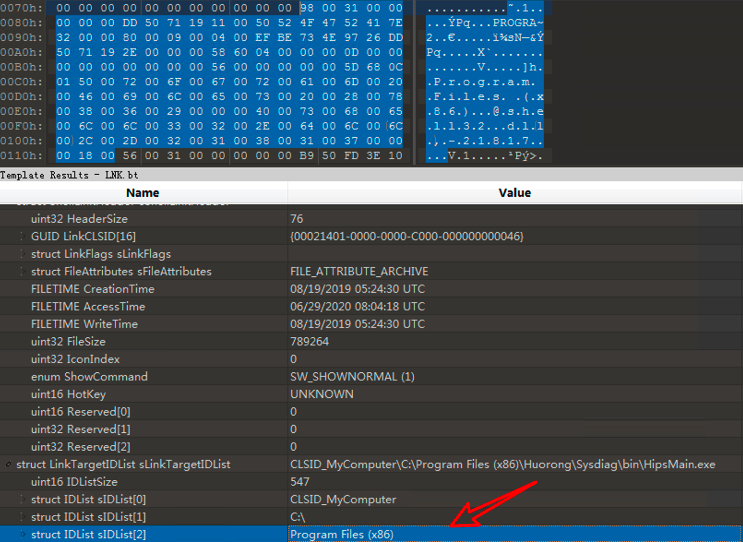 0070h: 00 00 00 00 00 00 00 00 00 00 00 98 00 31 00 00 ...........˜.1..
0080h: 00 00 00 DD 50 71 19 11 00 50 52 4F 47 52 41 7E ...ÝPq...PROGRA~
0090h: 32 00 00 80 00 09 00 04 00 EF BE 73 4E 97 26 DD 2..€.....ï¾sN—&Ý
00A0h: 50 71 19 2E 00 00 00 58 60 04 00 00 00 00 01 00 Pq.....X`.......
00B0h: 00 00 00 00 00 00 56 00 00 00 00 00 5D 68 0C ......V.....]h.
00C0h: 01 50 00 72 00 6F 00 67 00 72 00 61 00 6D 00 20 .P.r.o.g.r.a.m.
00D0h: 00 46 00 69 00 6C 00 65 00 73 00 20 00 28 00 78 .F.i.l.e.s. .(.x
00E0h: 00 38 00 36 00 29 00 00 00 40 00 73 00 68 00 65 .8.6.)...@.s.h.e
00F0h: 00 6C 00 6C 00 33 00 32 00 2E 00 64 00 6C 00 6C .l.l.3.2...d.l.l
0100h: 00 2C 00 2D 00 32 00 31 00 38 00 31 00 37 00 00 .,.-.2.1.8.1.7..
0110h: 00 18 00 56 00 31 00 00 00 00 00 B9 50 FD 3E 10 ...V.1.....¹Pý>.
Template Results - LNK.bt
Name Value
uint32 HeaderSize 76
GUID LinkCLSID[16] {00021401-0000-0000-C000-000000000046}
struct LinkFlags sLinkFlags
struct FileAttributes sFileAttributes FILE_ATTRIBUTE_ARCHIVE
FILETIME CreationTime 08/19/2019 05:24:30 UTC
FILETIME AccessTime 06/29/2020 08:04:18 UTC
FILETIME WriteTime 08/19/2019 05:24:30 UTC
uint32 FileSize 789264
uint32 IconIndex 0
enum ShowCommand SW_SHOWNORMAL (1)
uint16 HotKey UNKNOWN
uint16 Reserved[0] 0
uint32 Reserved[1] 0
uint32 Reserved[2] 0
struct LinkTargetIDList sLinkTargetIDList CLSID_MyComputer\C:\Program Files (x86)\Huorong\Sysdiag\bin\HipsMain.exe
uint16 IDListSize 547
struct IDList sIDList[0] CLSID_MyComputer
struct IDList sIDList[1] C:\
struct IDList sIDList[2] Program Files (x86)